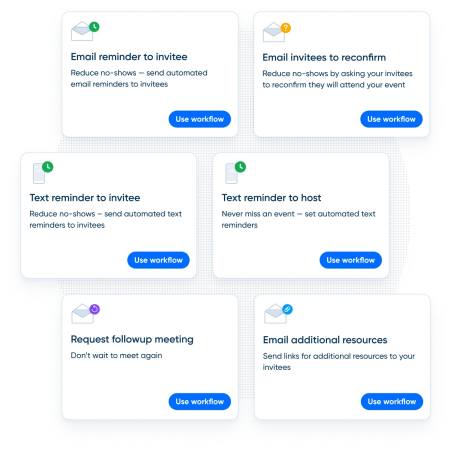 Email reminder to invitee
Reduce no-shows — send automated
email reminders to invitees
Use workflow
?
Email invitees to reconfirm
Reduce no-shows by asking your invitees
to reconfirm they will attend your event
Use workflow
Text reminder to invitee
Reduce no-shows – send automated text
reminders to invitees
Use workflow
Text reminder to host
Never miss an event — set automated text
reminders
Use workflow
Request followup meeting
Don't wait to meet again
Use workflow
Email additional resources
Send links for additional resources to your
invitees
Use workflow